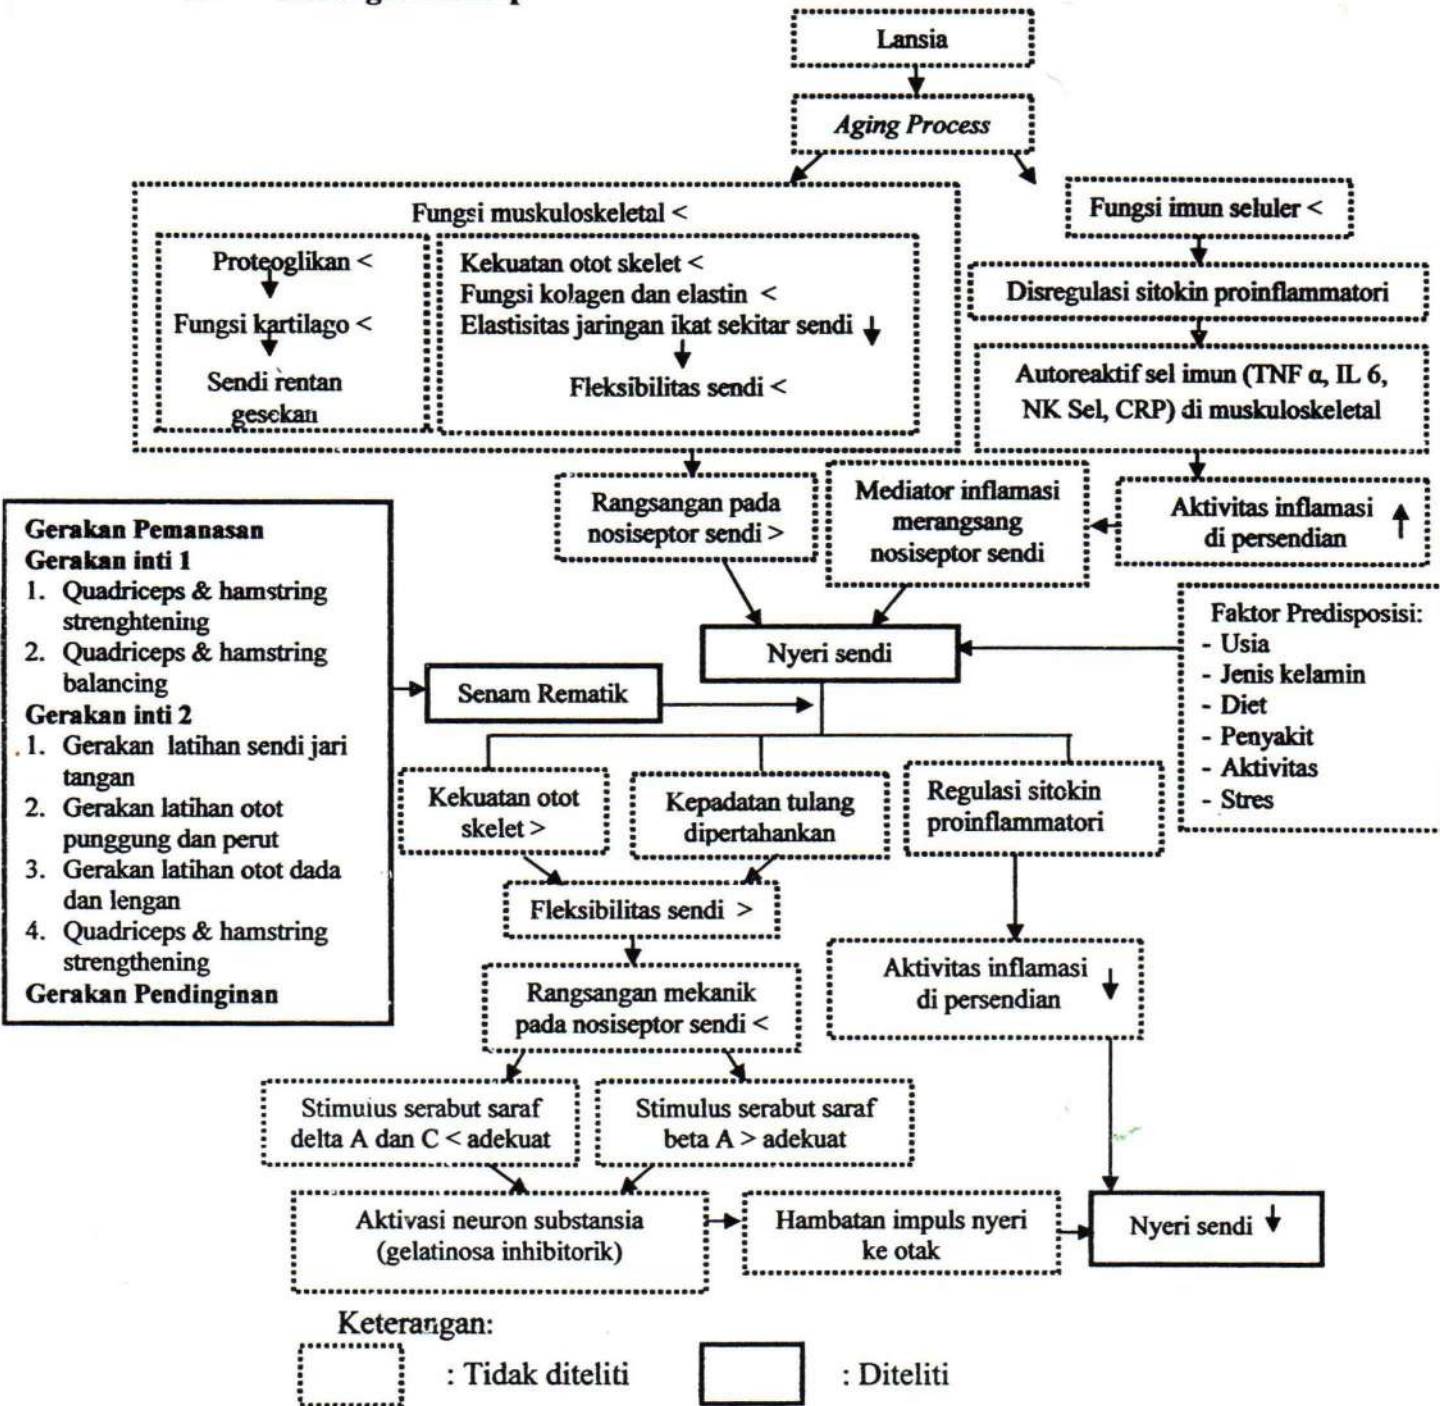 Lansia
Aging Process
Fungsi muskuloskeletal <
Proteoglikan <
Fungsi kartilago <
Sendi rentan
gesekan
Kekuatan otot skelet <
Fungsi kolagen dan elastin <
Elastisitas jaringan ikat sekitar sendi ↓
Fleksibilitas sendi <
Fungsi imun seluler <
Disregulasi sitokin proinflammatori
Autoreaktif sel imun (TNF α, IL 6,
NK Sel, CRP) di muskuloskeletal
Rangsangan pada
nosiseptor sendi >
Mediator inflamasi
merangsang
nosiseptor sendi
Aktivitas inflamasi ↑
di persendian
Gerakan Pemanasan
Gerakan inti 1
1. Quadriceps & hamstring
strenghtening
2. Quadriceps & hamstring
balancing
Gerakan inti 2
1. Gerakan latihan sendi jari
tangan
2. Gerakan latihan otot
punggung dan perut
3. Gerakan latihan otot dada
dan lengan
4. Quadriceps & hamstring
strengthening
Gerakan Pendinginan
Senam Rematik
Nyeri sendi
Faktor Predisposisi:
- Usia
- Jenis kelamin
- Diet
- Penyakit
- Aktivitas
- Stres
Kekuatan otot
skelet >
Kepadatan tulang
dipertahankan
Regulasi sitokin
proinflammatori
Fleksibilitas sendi >
Rangsangan mekanik
pada nosiseptor sendi <
Aktivitas inflamasi ↓
di persendian
Stimulus serabut saraf
delta A dan C < adekuat
Stimulus serabut saraf
beta A > adekuat
Aktivasi neuron substansia
(gelatinosa inhibitorik)
Hambatan impuls nyeri
ke otak
Nyeri sendi ↓
Keterangan:
: Tidak diteliti
: Diteliti